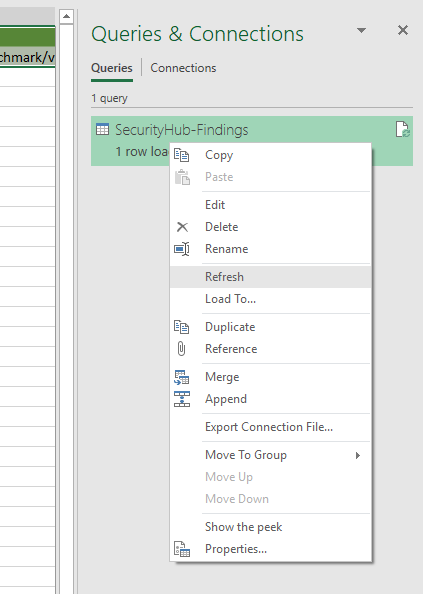 Queries & Connections
Queries
Connections
1 query
chmark/v
SecurityHub-Findings
1 row loa
Copy
Paste
Edit
Delete
Rename
Refresh
Load To...
Duplicate
Reference
Merge
Append
Export Connection File...
Move To Group
Move Up
Move Down
Show the peek
Properties...